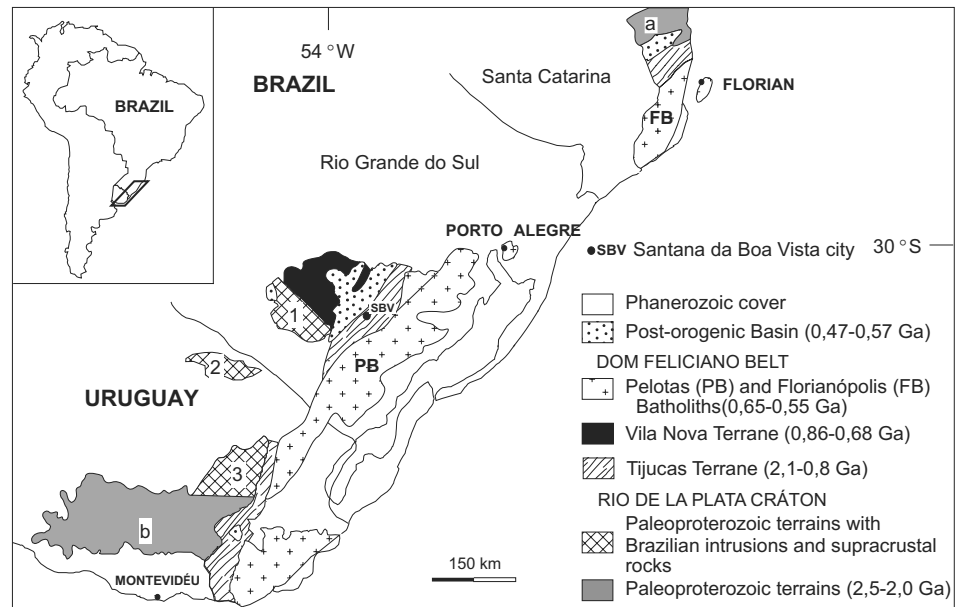 BRAZIL
54 °W
BRAZIL
Santa Catarina
a
FB
FLORIAN
Rio Grande do Sul
PORTO ALEGRE
30 °S
1
SBV
2
PB
URUGUAY
3
b
MONTEVIDÉU
150 km
SBV Santana da Boa Vista city
Phanerozoic cover
Post-orogenic Basin (0,47-0,57 Ga)
DOM FELICIANO BELT
Pelotas (PB) and Florianópolis (FB)
Batholiths(0,65-0,55 Ga)
Vila Nova Terrane (0,86-0,68 Ga)
Tijucas Terrane (2,1-0,8 Ga)
RIO DE LA PLATA CRÁTON
Paleoproterozoic terrains with
Brazilian intrusions and supracrustal
rocks
Paleoproterozoic terrains (2,5-2,0 Ga)